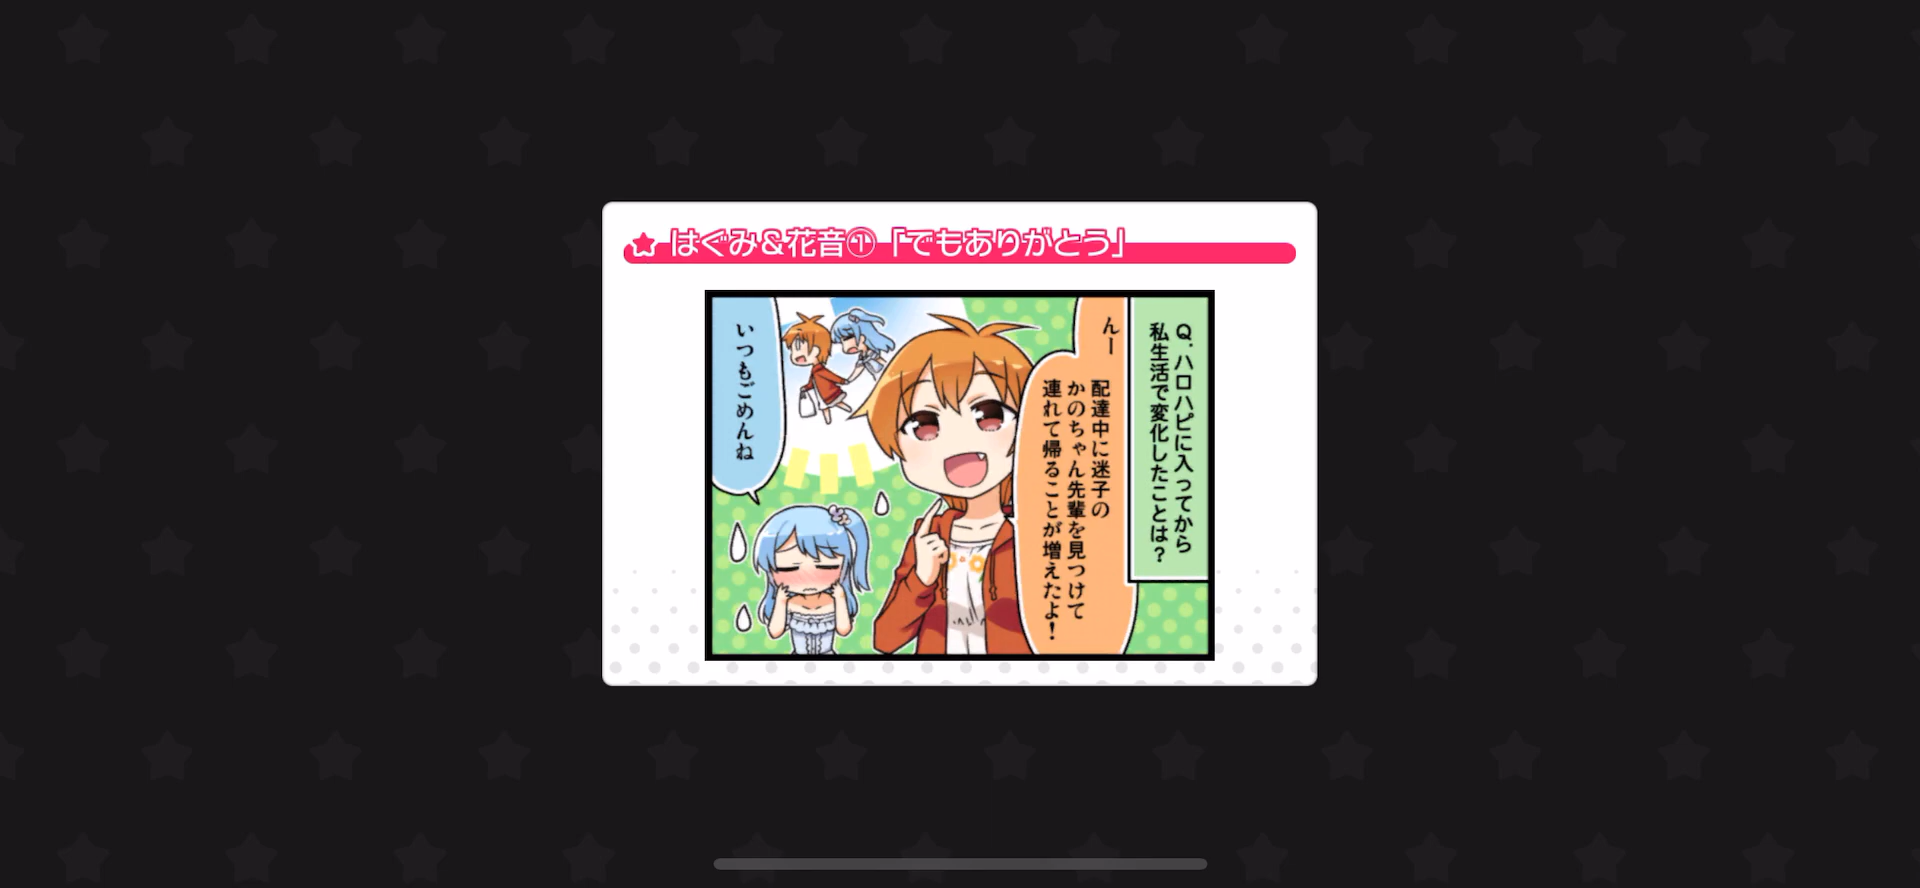 はぐみ＆花音①「でもありがとう」
Q.ハロハピに入ってから
私生活で変化したことは?
んー
配達中に迷子の
かのちゃん先輩を見つけて
連れて帰ることが増えたよ!
いつもごめんね